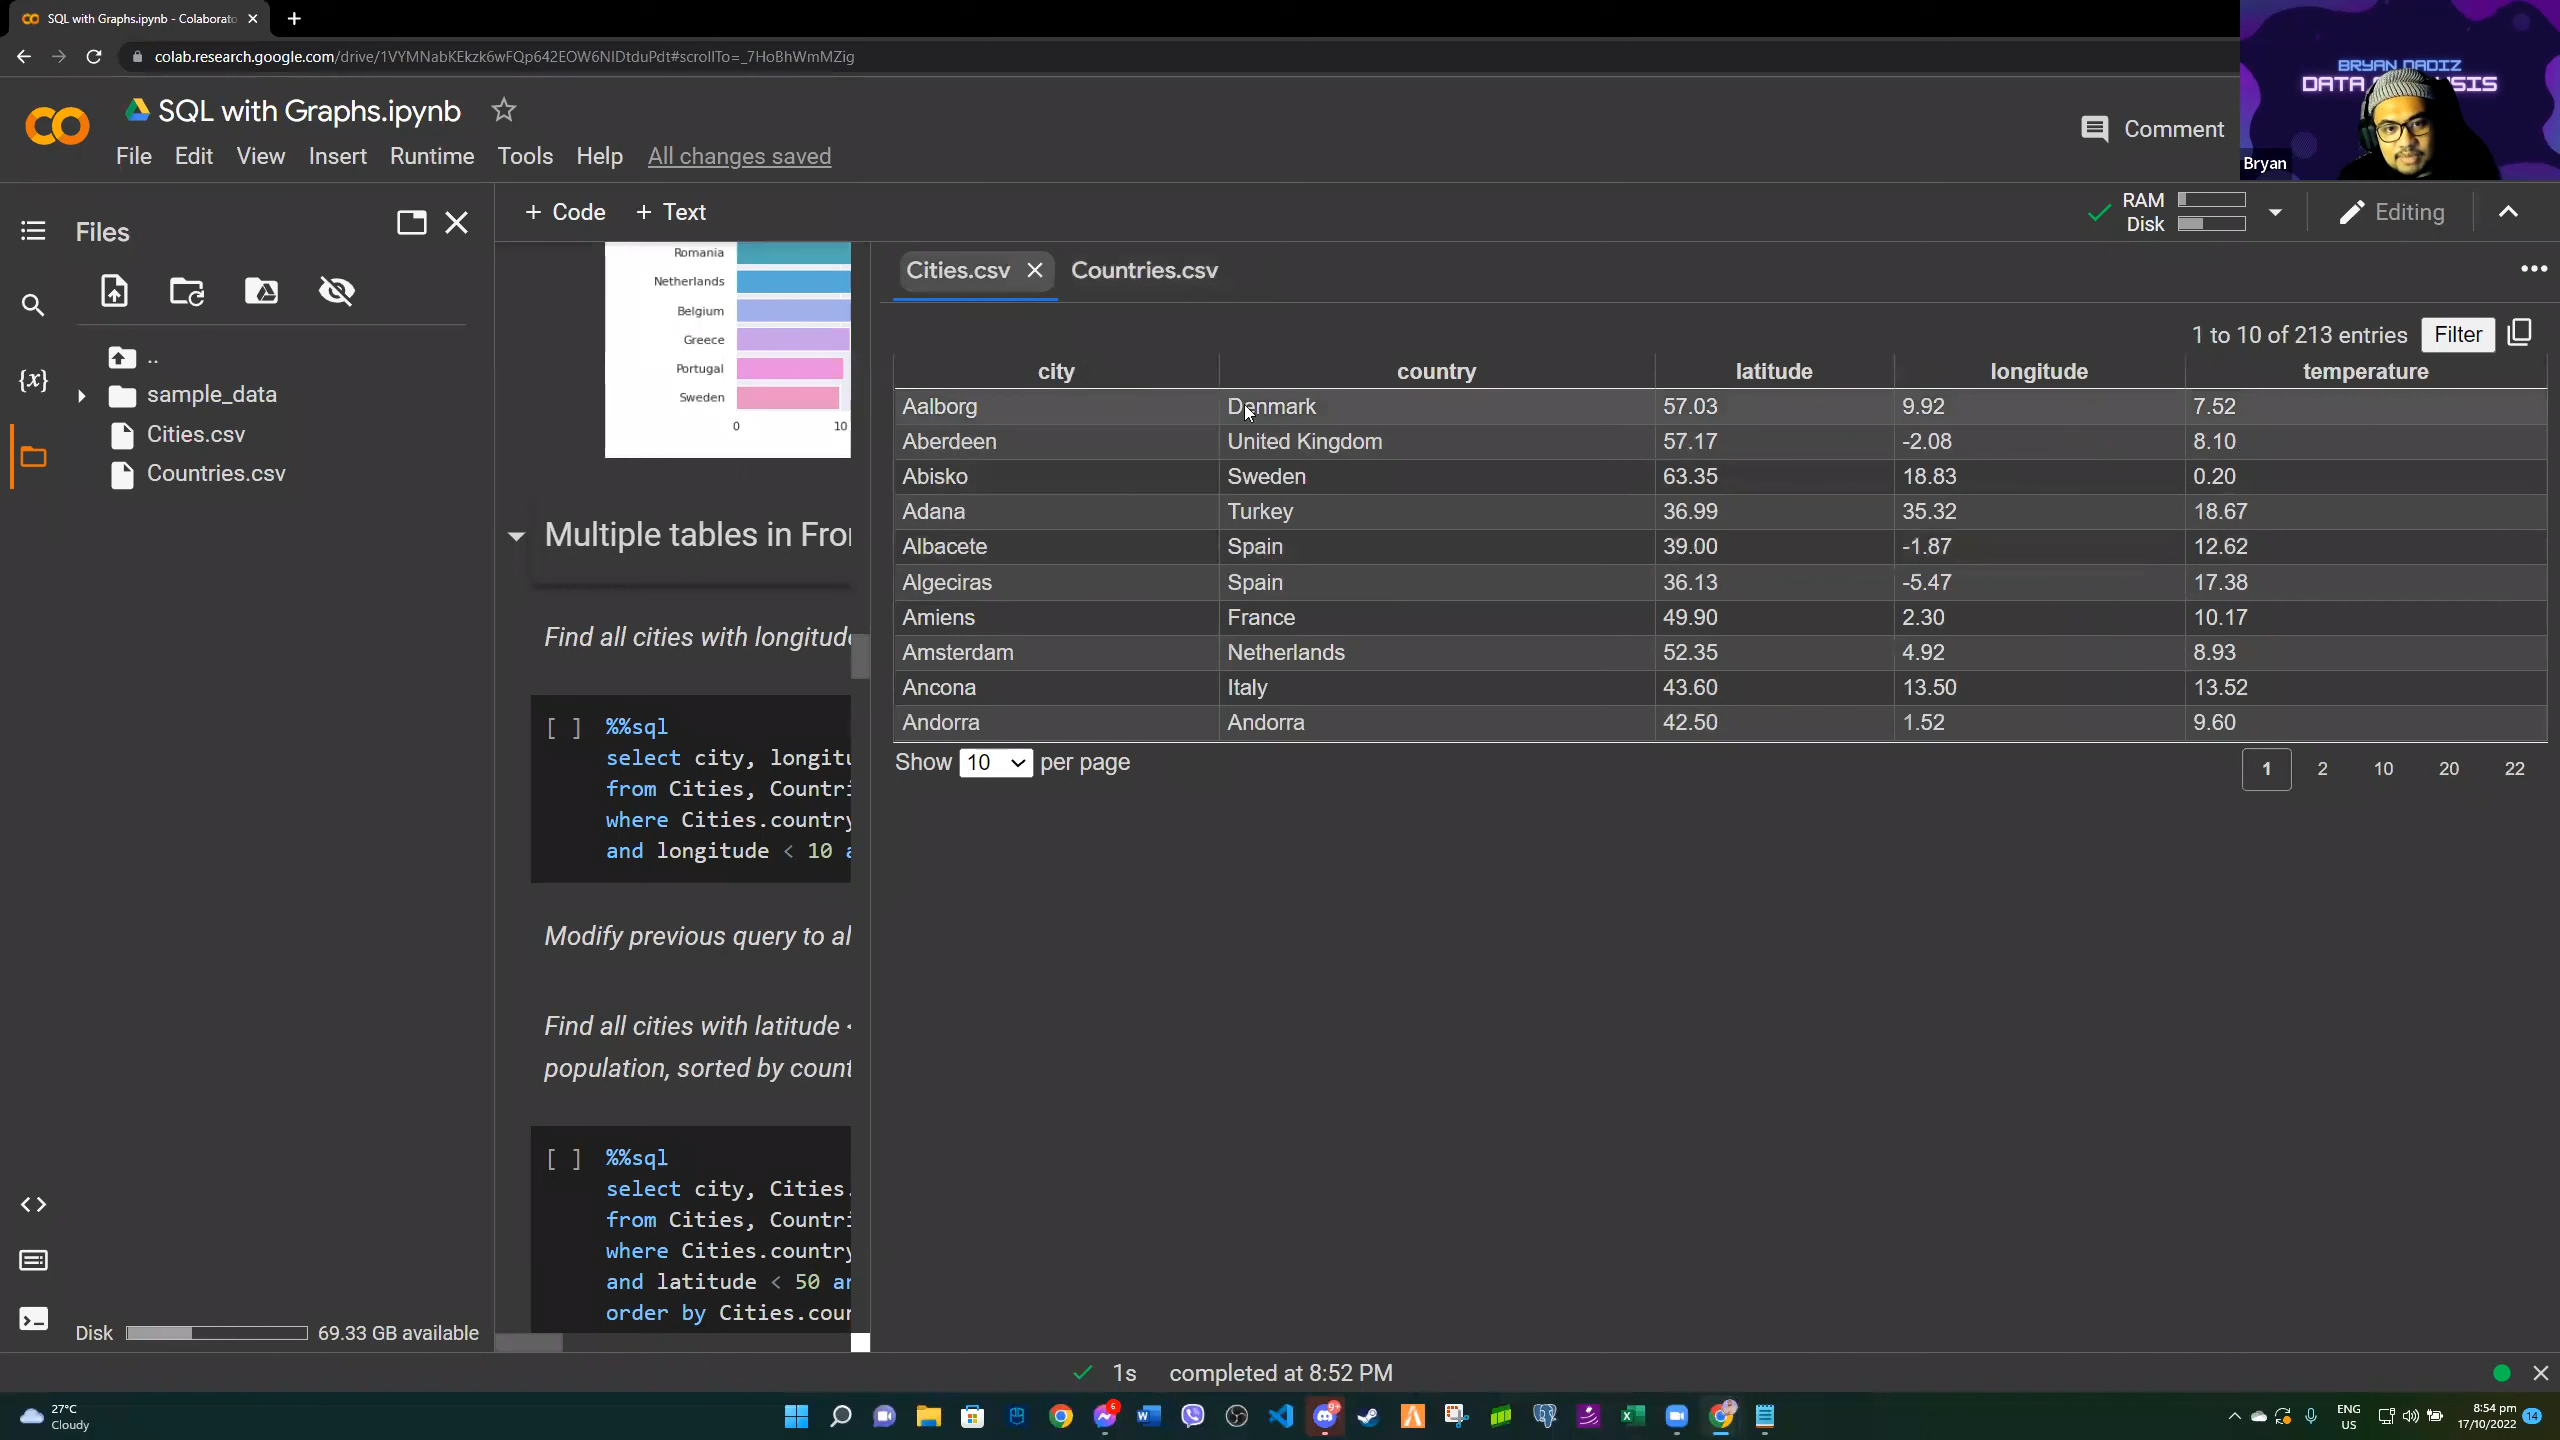 SQL with Graphs.ipynb - Colaborato
colab.research.google.com/drive/1VYMNabKEkzk6wFQp642EOW6NIDtduPdt#scrollTo=_7HoBhWmMZig
BRYAN DADIZ
DATA
SIS
Bryan
SQL with Graphs.ipynb
File Edit View Insert Runtime Tools Help All changes saved
Comment
Files
+ Code + Text
RAM
Disk
Editing
..
sample_data
Cities.csv
Countries.csv
Disk 69.33 GB available
Romania
Netherlands
Belgium
Greece
Portugal
Sweden
0 10
Multiple tables in Fro
Find all cities with longitude
[ ] %%sql
select city, longitu
from Cities, Countri
where Cities.country
and longitude < 10 a
Modify previous query to al
Find all cities with latitude <
population, sorted by count
[ ] %%sql
select city, Cities.
from Cities, Countri
where Cities.country
and latitude < 50 an
order by Cities.coun
Cities.csv Countries.csv
1 to 10 of 213 entries Filter
city country latitude longitude temperature
Aalborg Denmark 57.03 9.92 7.52
Aberdeen United Kingdom 57.17 -2.08 8.10
Abisko Sweden 63.35 18.83 0.20
Adana Turkey 36.99 35.32 18.67
Albacete Spain 39.00 -1.87 12.62
Algeciras Spain 36.13 -5.47 17.38
Amiens France 49.90 2.30 10.17
Amsterdam Netherlands 52.35 4.92 8.93
Ancona Italy 43.60 13.50 13.52
Andorra Andorra 42.50 1.52 9.60
Show 10 per page
1 2 10 20 22
1s completed at 8:52 PM
27°C
Cloudy
ENG
US
8:54 pm
17/10/2022
14